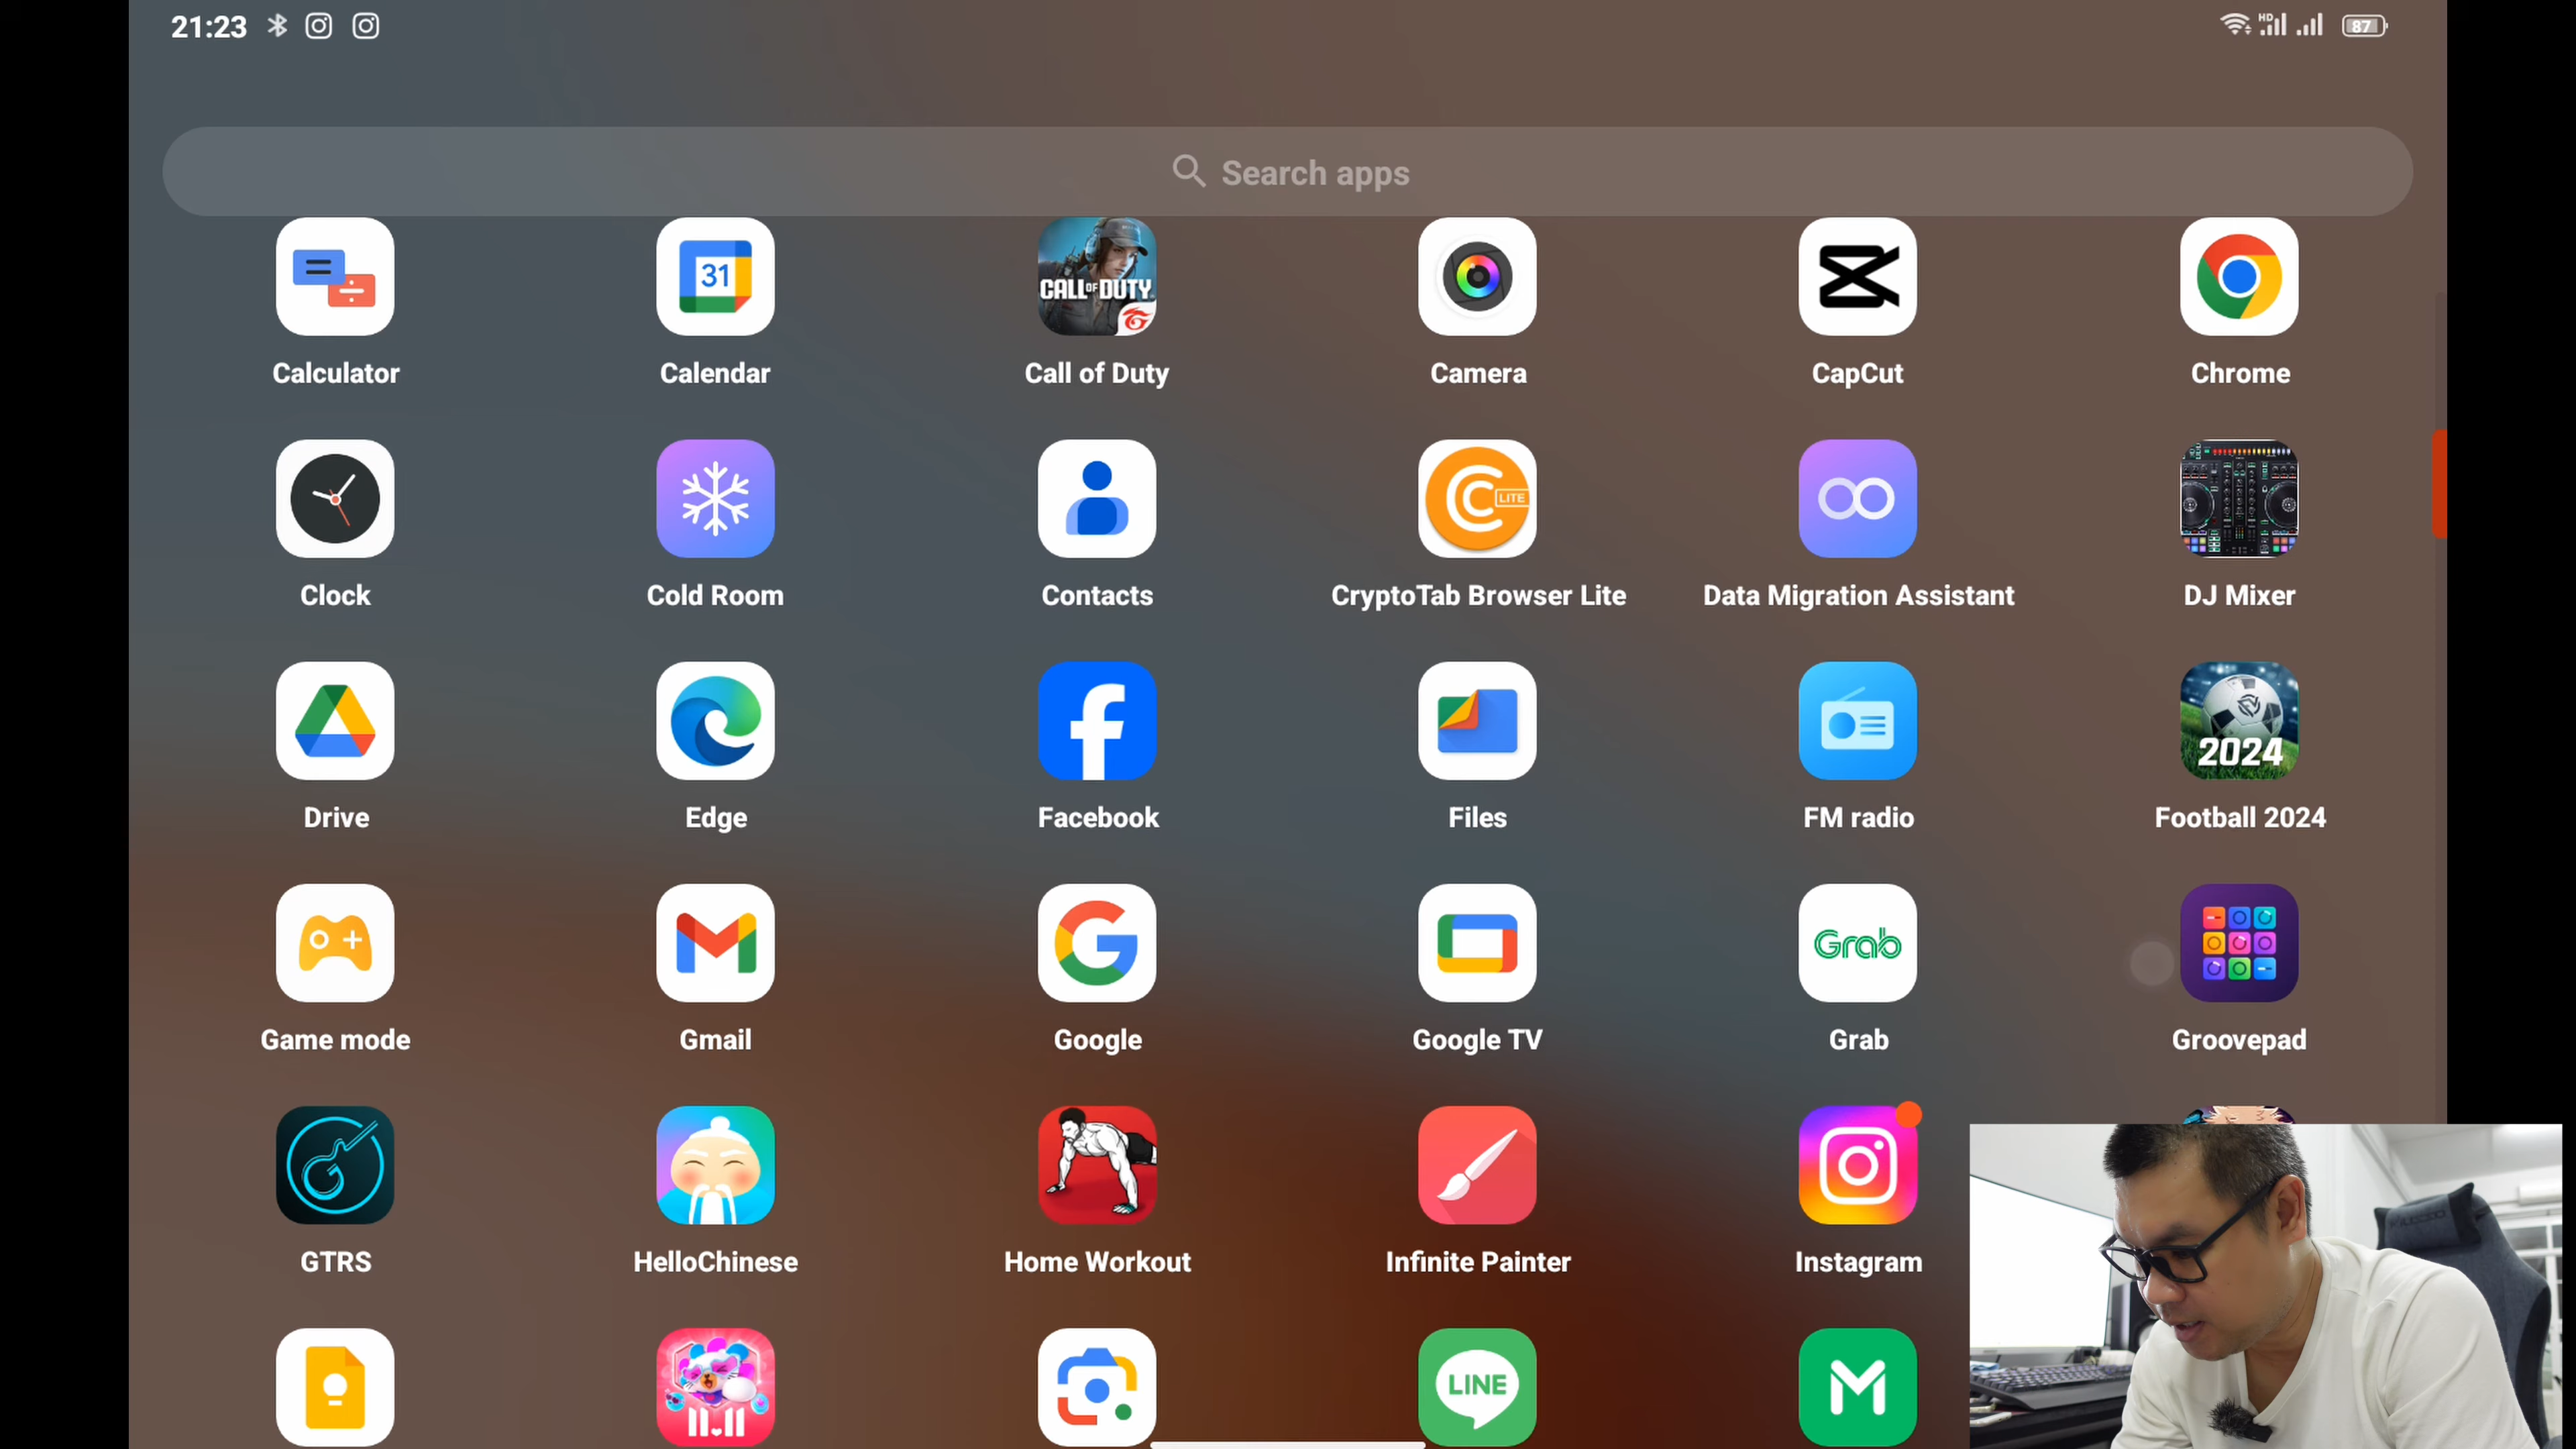 21:23
HD
87
Search apps
31
CALL OF DUTY
Calculator
Calendar
Call of Duty
Camera
CapCut
Chrome
LITE
Clock
Cold Room
Contacts
CryptoTab Browser Lite
Data Migration Assistant
DJ Mixer
2024
Drive
Edge
Facebook
Files
FM radio
Football 2024
Grab
Game mode
Gmail
Google
Google TV
Grab
Groovepad
GTRS
HelloChinese
Home Workout
Infinite Painter
Instagram
11.11
LINE